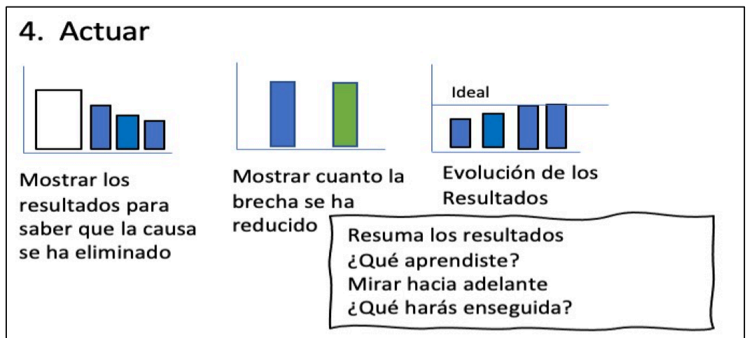 4. Actuar
Mostrar los
resultados para
saber que la causa
se ha eliminado
Mostrar cuanto la
brecha se ha
reducido
Ideal
Evolución de los
Resultados
Resuma los resultados
¿Qué aprendiste?
Mirar hacia adelante
¿Qué harás enseguida?